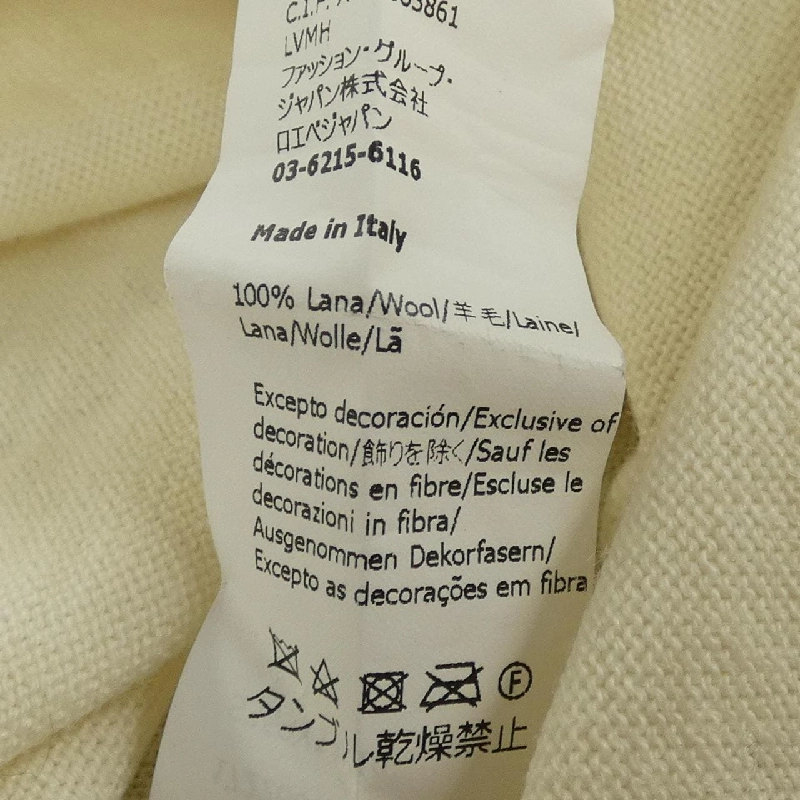 C.I.F.
LVMH
ファッション・グループ・
ジャパン株式会社
ロエベジャパン
03-6215-6116
Made in Italy
100% Lana/Wool/羊毛/Laine/
Lana/Wolle/Lã
Excepto decoración/Exclusive of
decoration/飾りを除く/Sauf les
décorations en fibre/Escluse le
decorazioni in fibra/
Ausgenommen Dekorfasern/
Excepto as decorações em fibra
F
タンブル乾燥禁止